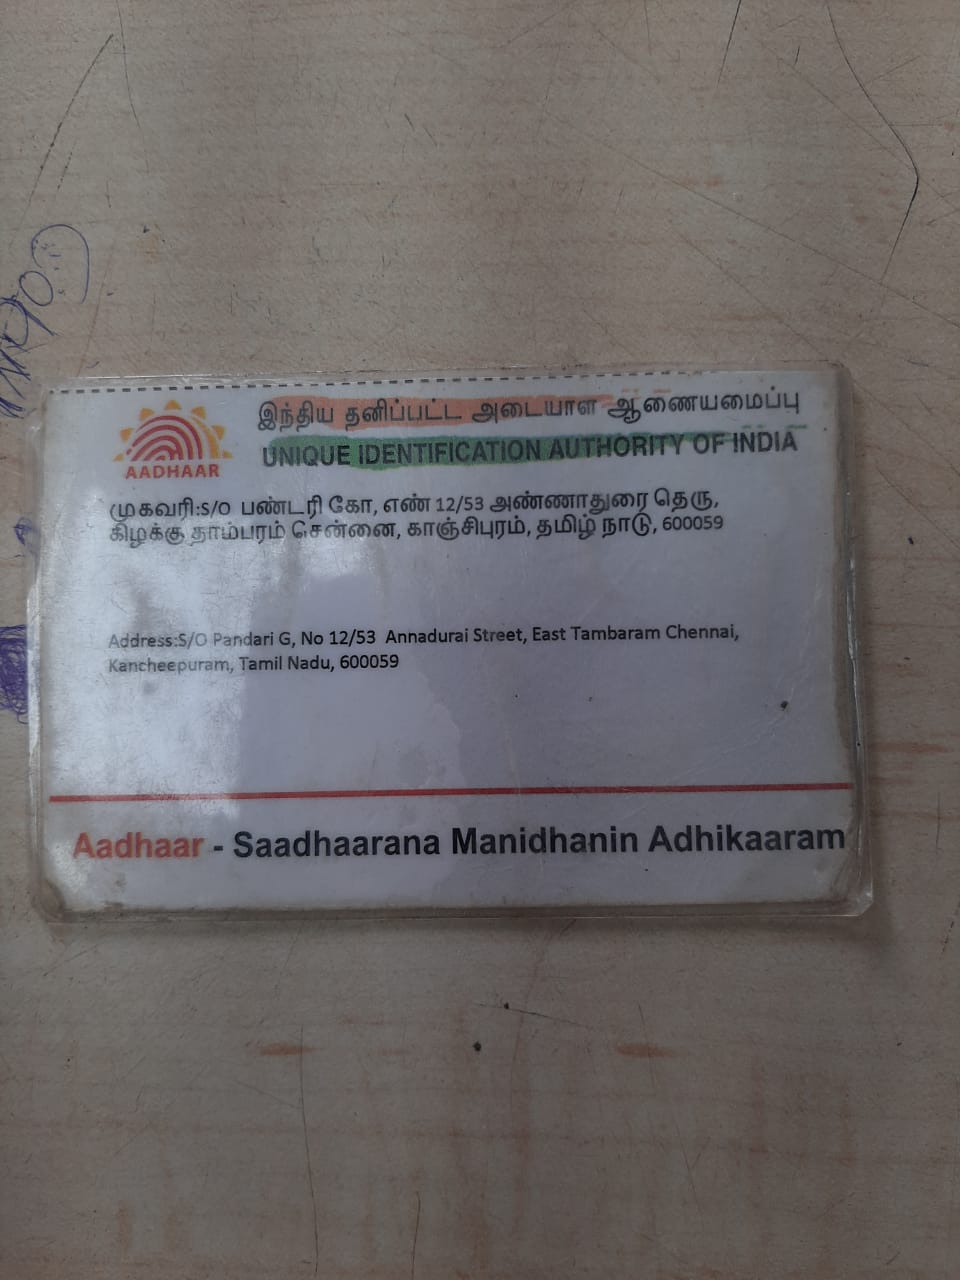 இந்திய தனிப்பட்ட அடையாள ஆணையமைப்பு
AADHAAR
UNIQUE IDENTIFICATION AUTHORITY OF INDIA
முகவரி:S/O பண்டரி கோ, எண் 12/53 அண்ணாதுரை தெரு,
கிழக்கு தாம்பரம் சென்னை, காஞ்சிபுரம், தமிழ் நாடு, 600059
Address:S/O Pandari G, No 12/53 Annadurai Street, East Tambaram Chennai,
Kancheepuram, Tamil Nadu, 600059
Aadhaar - Saadhaarana Manidhanin Adhikaaram